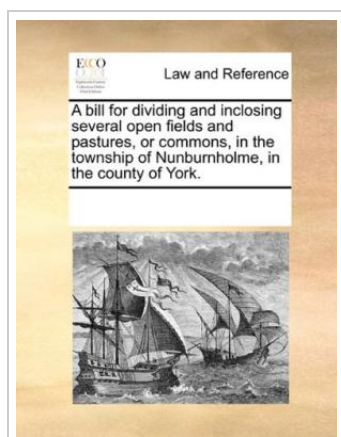 ECCO
Law and Reference
A bill for dividing and inclosing
several open fields and
pastures, or commons, in the
township of Nunburnholme, in
the county of York.